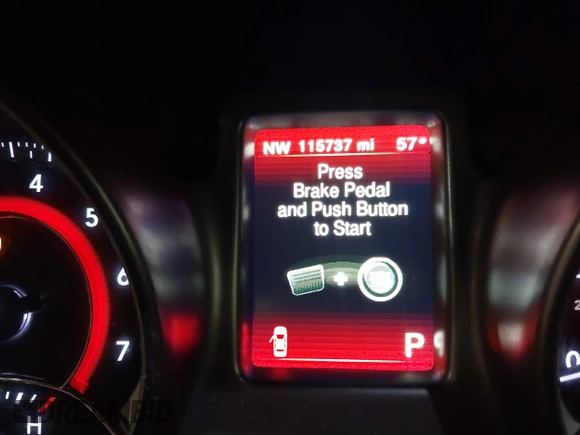 NW 115737 mi 57°
Press
Brake Pedal
and Push Button
to Start
P
4
5
6
7
H